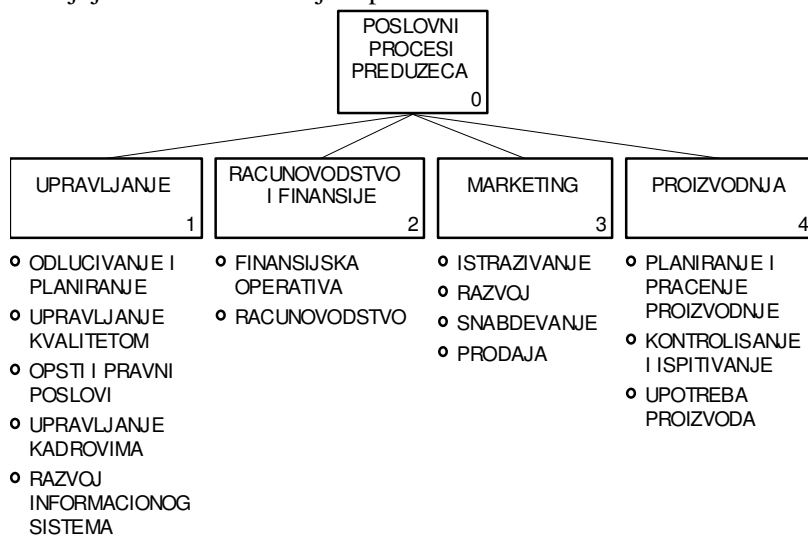 POSLOVNI
PROCESI
PREDUZECA
0
UPRAVLJANJE
1
RACUNOVODSTVO
I FINANSIJE
2
MARKETING
3
PROIZVODNJA
4
ODLUCIVANJE I
PLANIRANJE
UPRAVLJANJE
KVALITETOM
OPSTI I PRAVNI
POSLOVI
UPRAVLJANJE
KADROVIMA
RAZVOJ
INFORMACIONOG
SISTEMA
FINANSIJSKA
OPERATIVA
RACUNOVODSTVO
ISTRAZIVANJE
RAZVOJ
SNABDEVANJE
PRODAJA
PLANIRANJE I
PRACENJE
PROIZVODNJE
KONTROLISANJE
I ISPITIVANJE
UPOTREBA
PROIZVODA